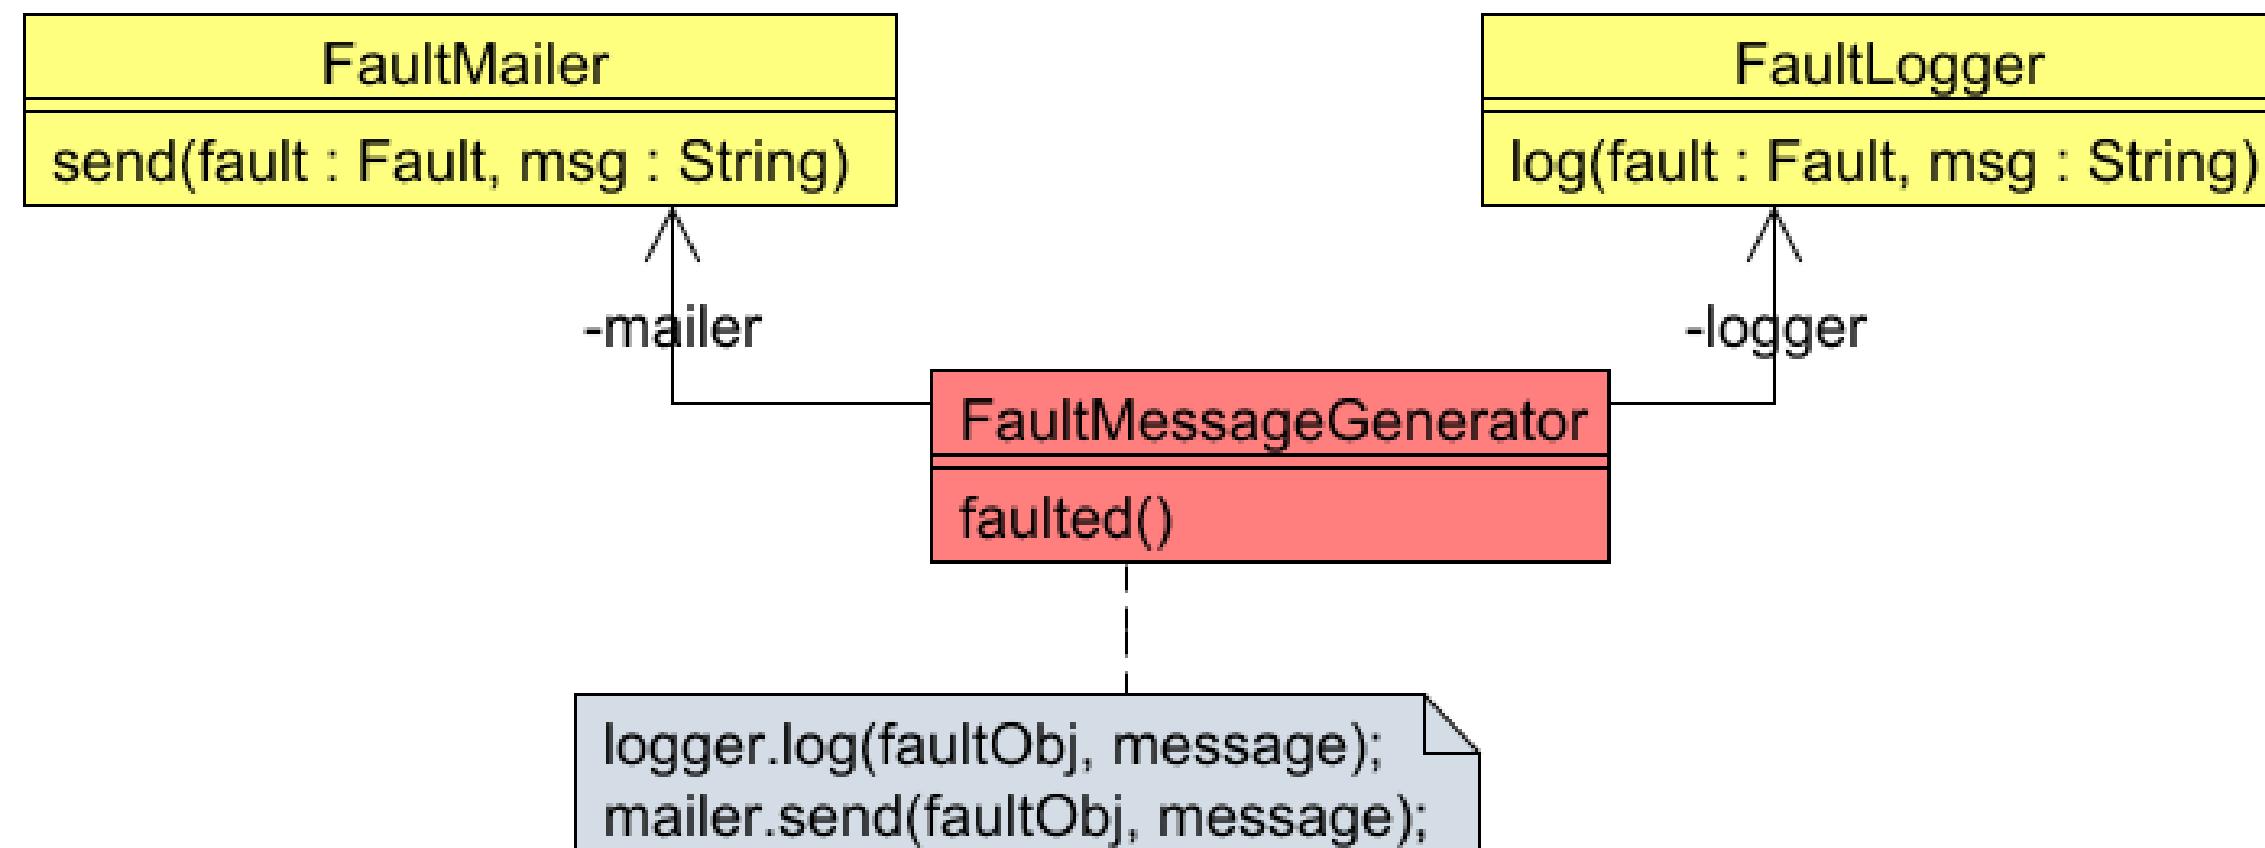 FaultMailer
send(fault : Fault, msg : String)
FaultLogger
log(fault : Fault, msg : String)
-mailer
-logger
FaultMessageGenerator
faulted()
logger.log(faultObj, message);
mailer.send(faultObj, message);